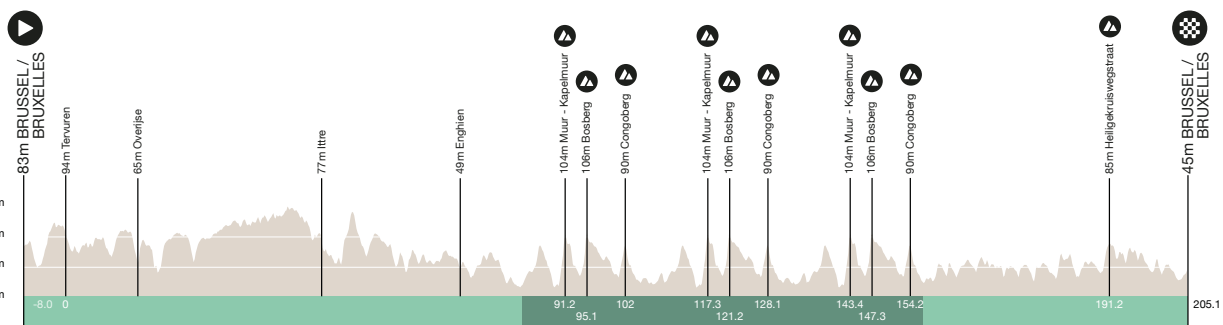 83m BRUSSEL /
BRUXELLES
94m Tervuren
65m Overijse
77m Ittre
49m Enghien
104m Muur - Kapelmuur
106m Bosberg
90m Congoberg
104m Muur - Kapelmuur
106m Bosberg
90m Congoberg
104m Muur - Kapelmuur
106m Bosberg
90m Congoberg
85m Heiligekruiswegstraat
45m BRUSSEL /
BRUXELLES
m
m
m
m
-8.0 0 91.2 102 117.3 128.1 143.4 154.2 191.2 205.1
95.1 121.2 147.3